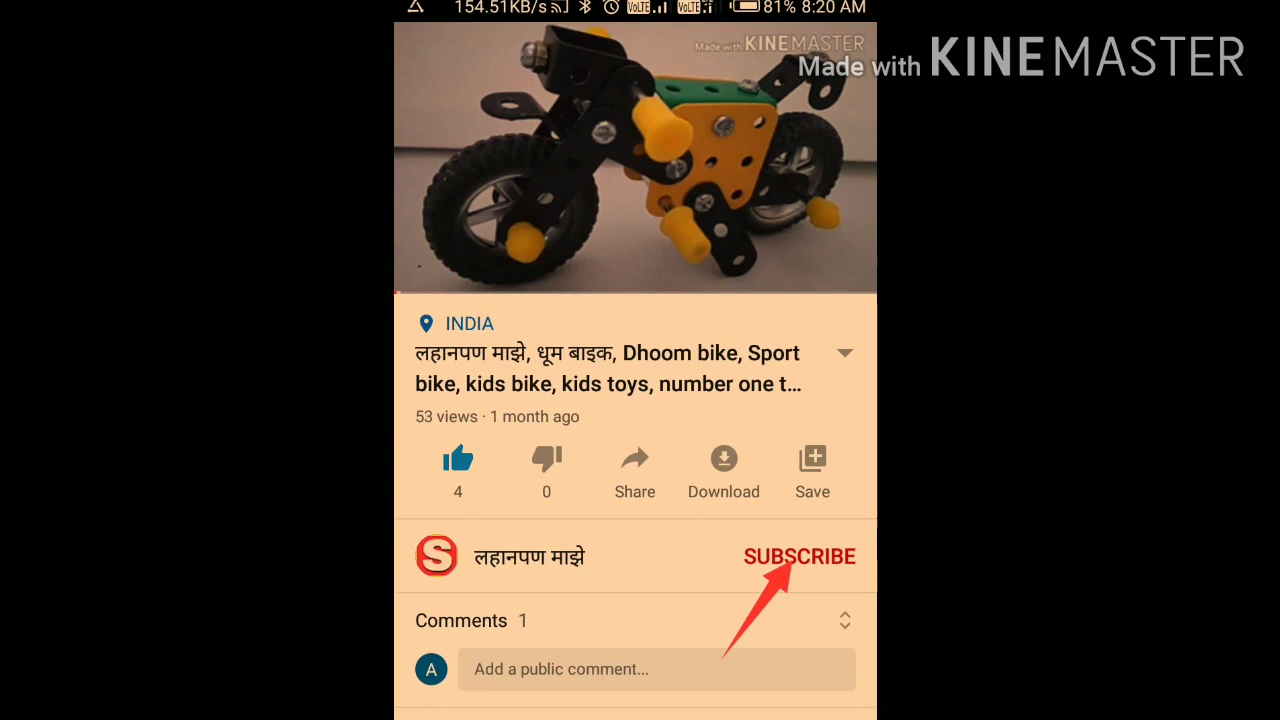 154.51KB/s VoLTE VoLTE 81% 8:20 AM
Made with KINEMASTER
Made with KINEMASTER
INDIA
लहानपण माझे, धूम बाइक, Dhoom bike, Sport
bike, kids bike, kids toys, number one t...
53 views · 1 month ago
4 0 Share Download Save
S लहानपण माझे SUBSCRIBE
Comments 1
A Add a public comment...